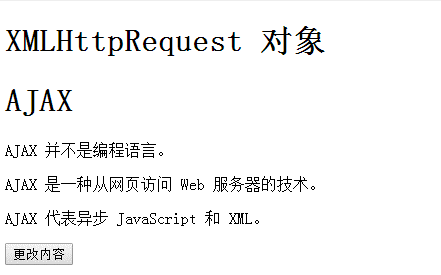 XMLHttpRequest 对象
AJAX
AJAX 并不是编程语言。
AJAX 是一种从网页访问 Web 服务器的技术。
AJAX 代表异步 JavaScript 和 XML。
更改内容